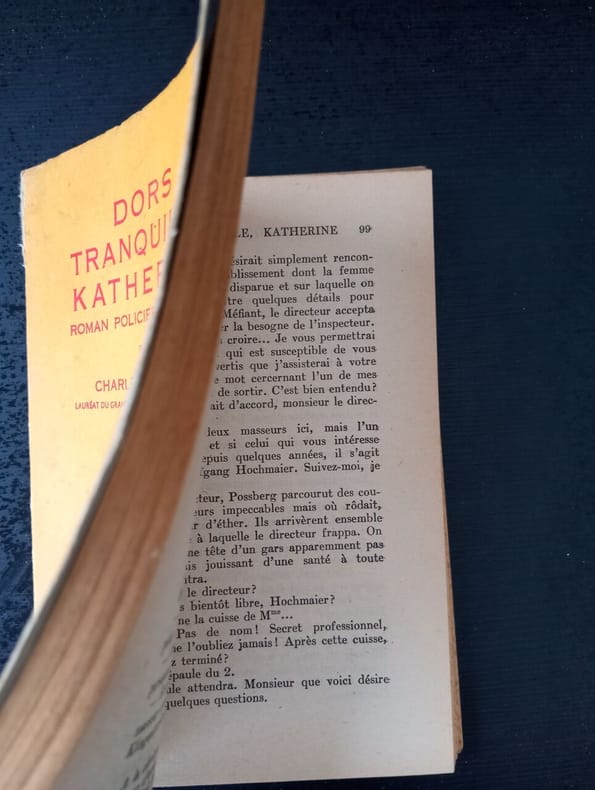 DORS
TRANQUIL
KATHER
ROMAN POLICIE
CHARL
LAURÉAT DU GRAN
LE, KATHERINE 99
ésirait simplement rencon-
blissement dont la femme
disparue et sur laquelle on
tre quelques détails pour
Méfiant, le directeur accepta
er la besogne de l'inspecteur.
croire... Je vous permettrai
qui est susceptible de vous
vertis que j'assisterai à votre
e mot cercernant l'un de mes
de sortir. C'est bien entendu?
ait d'accord, monsieur le direc-
deux masseurs ici, mais l'un
et si celui qui vous intéresse
epuis quelques années, il s'agit
fgang Hochmaier. Suivez-moi, je
cteur, Possberg parcourut des cou-
eurs impeccables mais où rôdait,
r d'éther. Ils arrivèrent ensemble
à laquelle le directeur frappa. On
ne tête d'un gars apparemment pas
is jouissant d'une santé à toute
ntra.
le directeur?
s bientôt libre, Hochmaier?
ne la cuisse de Mme...
Pas de nom! Secret professionnel,
ne l'oubliez jamais! Après cette cuisse,
z terminé?
épaule du 2.
ule attendra. Monsieur que voici désire
quelques questions.